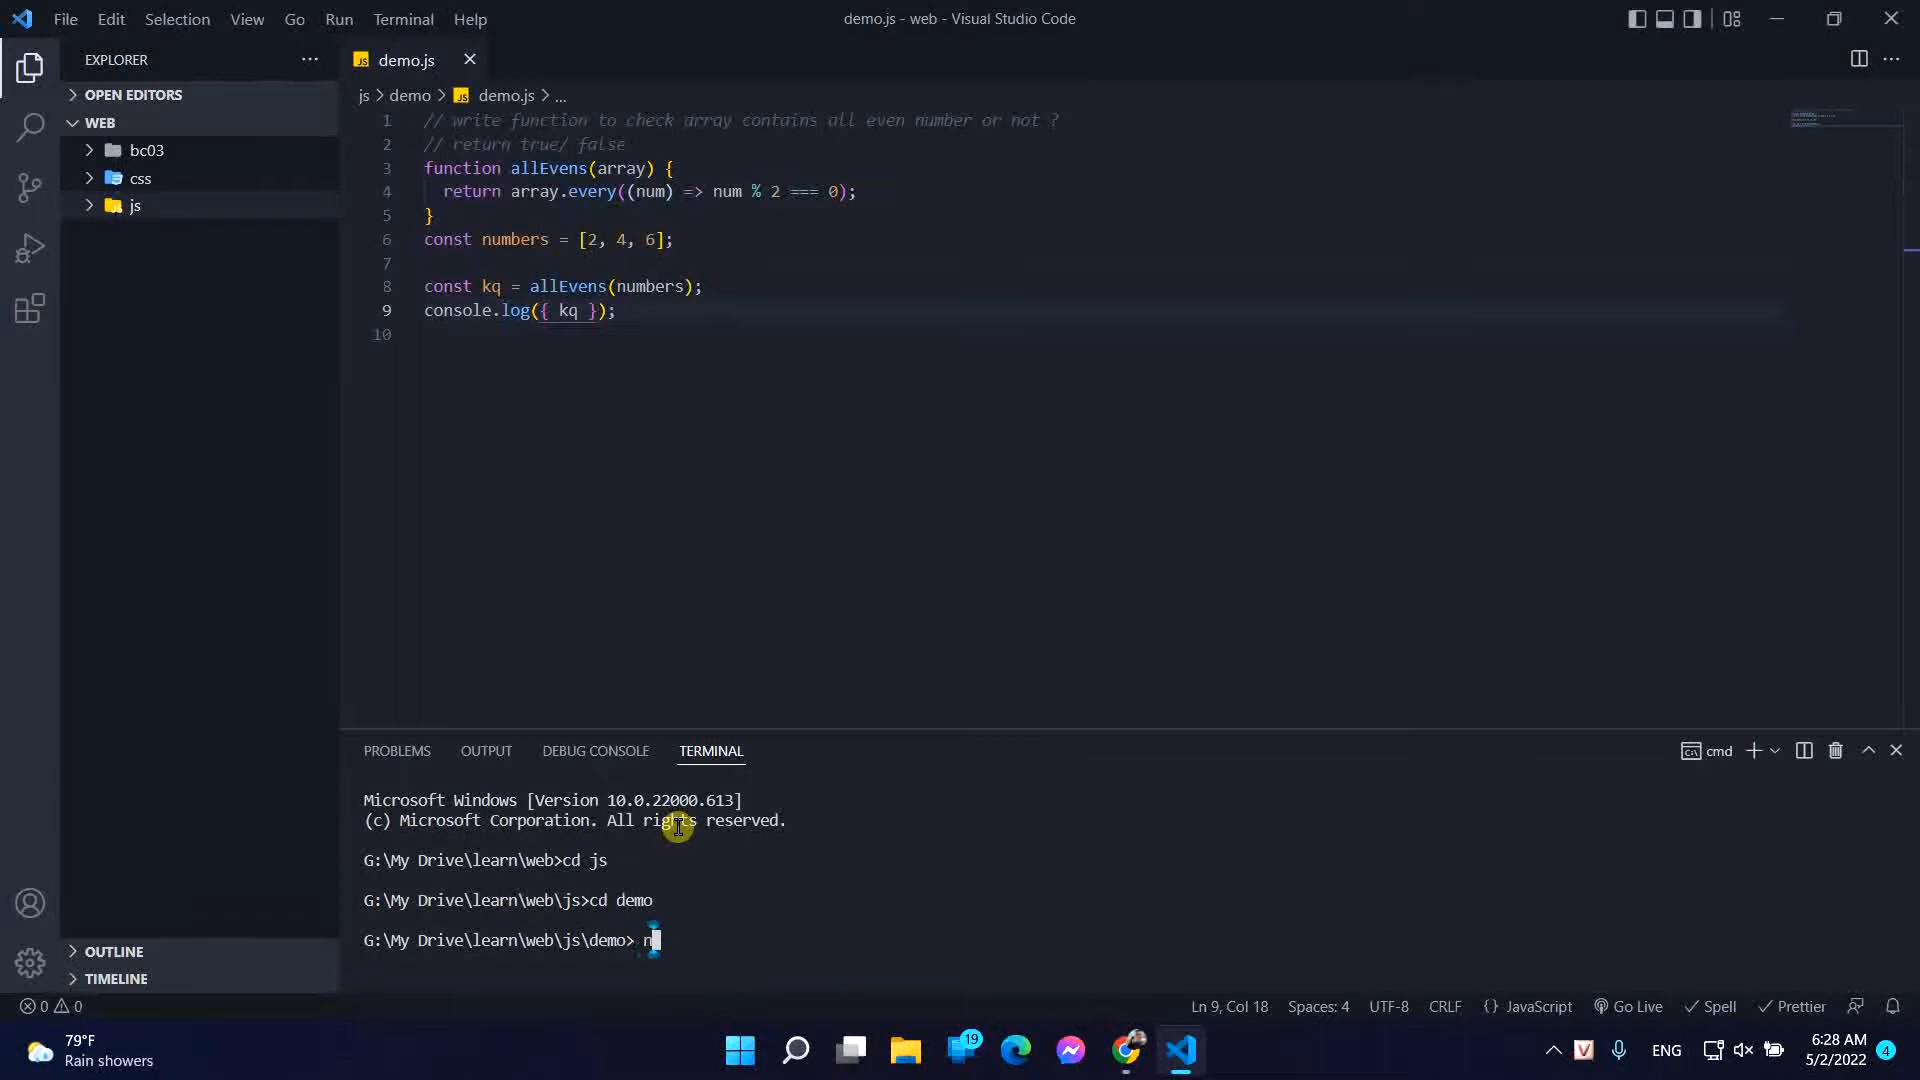 File Edit Selection View Go Run Terminal Help
demo.js - web - Visual Studio Code
EXPLORER
OPEN EDITORS
WEB
bc03
css
js
OUTLINE
TIMELINE
JS demo.js
js > demo > JS demo.js > ...
1 // write function to check array contains all even number or not ?
2 // return true/ false
3 function allEvens(array) {
4 return array.every((num) => num % 2 === 0);
5 }
6 const numbers = [2, 4, 6];
7
8 const kq = allEvens(numbers);
9 console.log({ kq });
10
PROBLEMS OUTPUT DEBUG CONSOLE TERMINAL
cmd
Microsoft Windows [Version 10.0.22000.613]
(c) Microsoft Corporation. All rights reserved.
G:\My Drive\learn\web>cd js
G:\My Drive\learn\web\js>cd demo
G:\My Drive\learn\web\js\demo> n
0 0
Ln 9, Col 18 Spaces: 4 UTF-8 CRLF {} JavaScript Go Live Spell Prettier
79°F
Rain showers
19
V
ENG
6:28 AM
5/2/2022
4